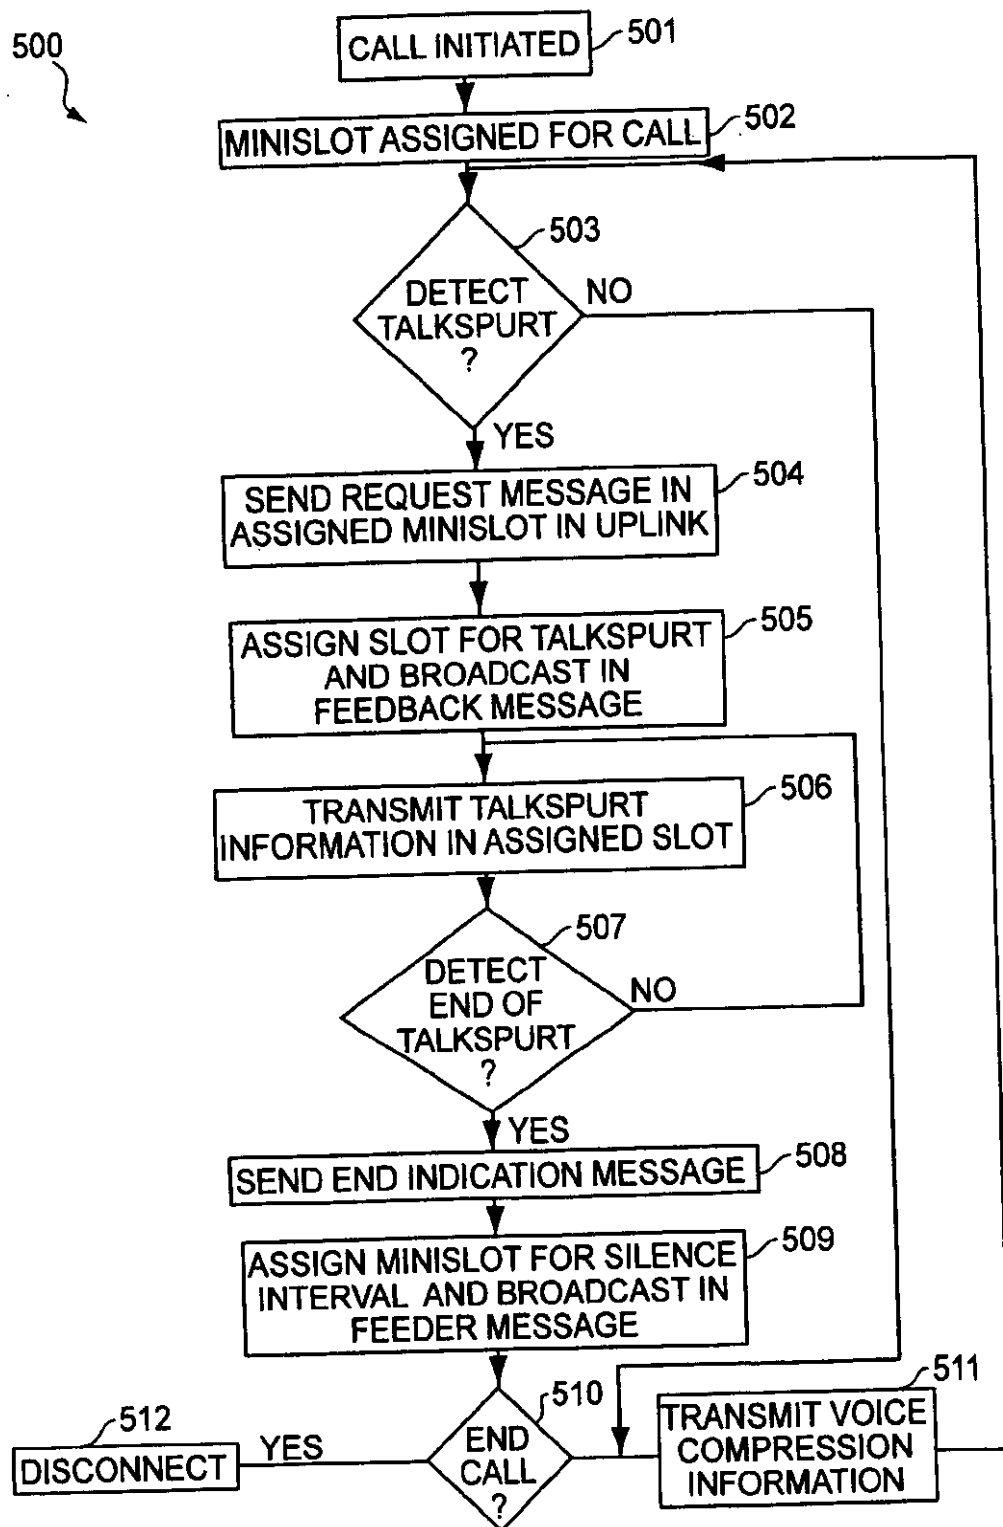 500
CALL INITIATED
501
MINISLOT ASSIGNED FOR CALL
502
503
DETECT
TALKSPURT
?
NO
YES
SEND REQUEST MESSAGE IN
ASSIGNED MINISLOT IN UPLINK
504
ASSIGN SLOT FOR TALKSPURT
AND BROADCAST IN
FEEDBACK MESSAGE
505
TRANSMIT TALKSPURT
INFORMATION IN ASSIGNED SLOT
506
507
DETECT
END OF
TALKSPURT
?
NO
YES
SEND END INDICATION MESSAGE
508
ASSIGN MINISLOT FOR SILENCE
INTERVAL AND BROADCAST IN
FEEDER MESSAGE
509
510
END
CALL
?
YES
512
DISCONNECT
511
TRANSMIT VOICE
COMPRESSION
INFORMATION